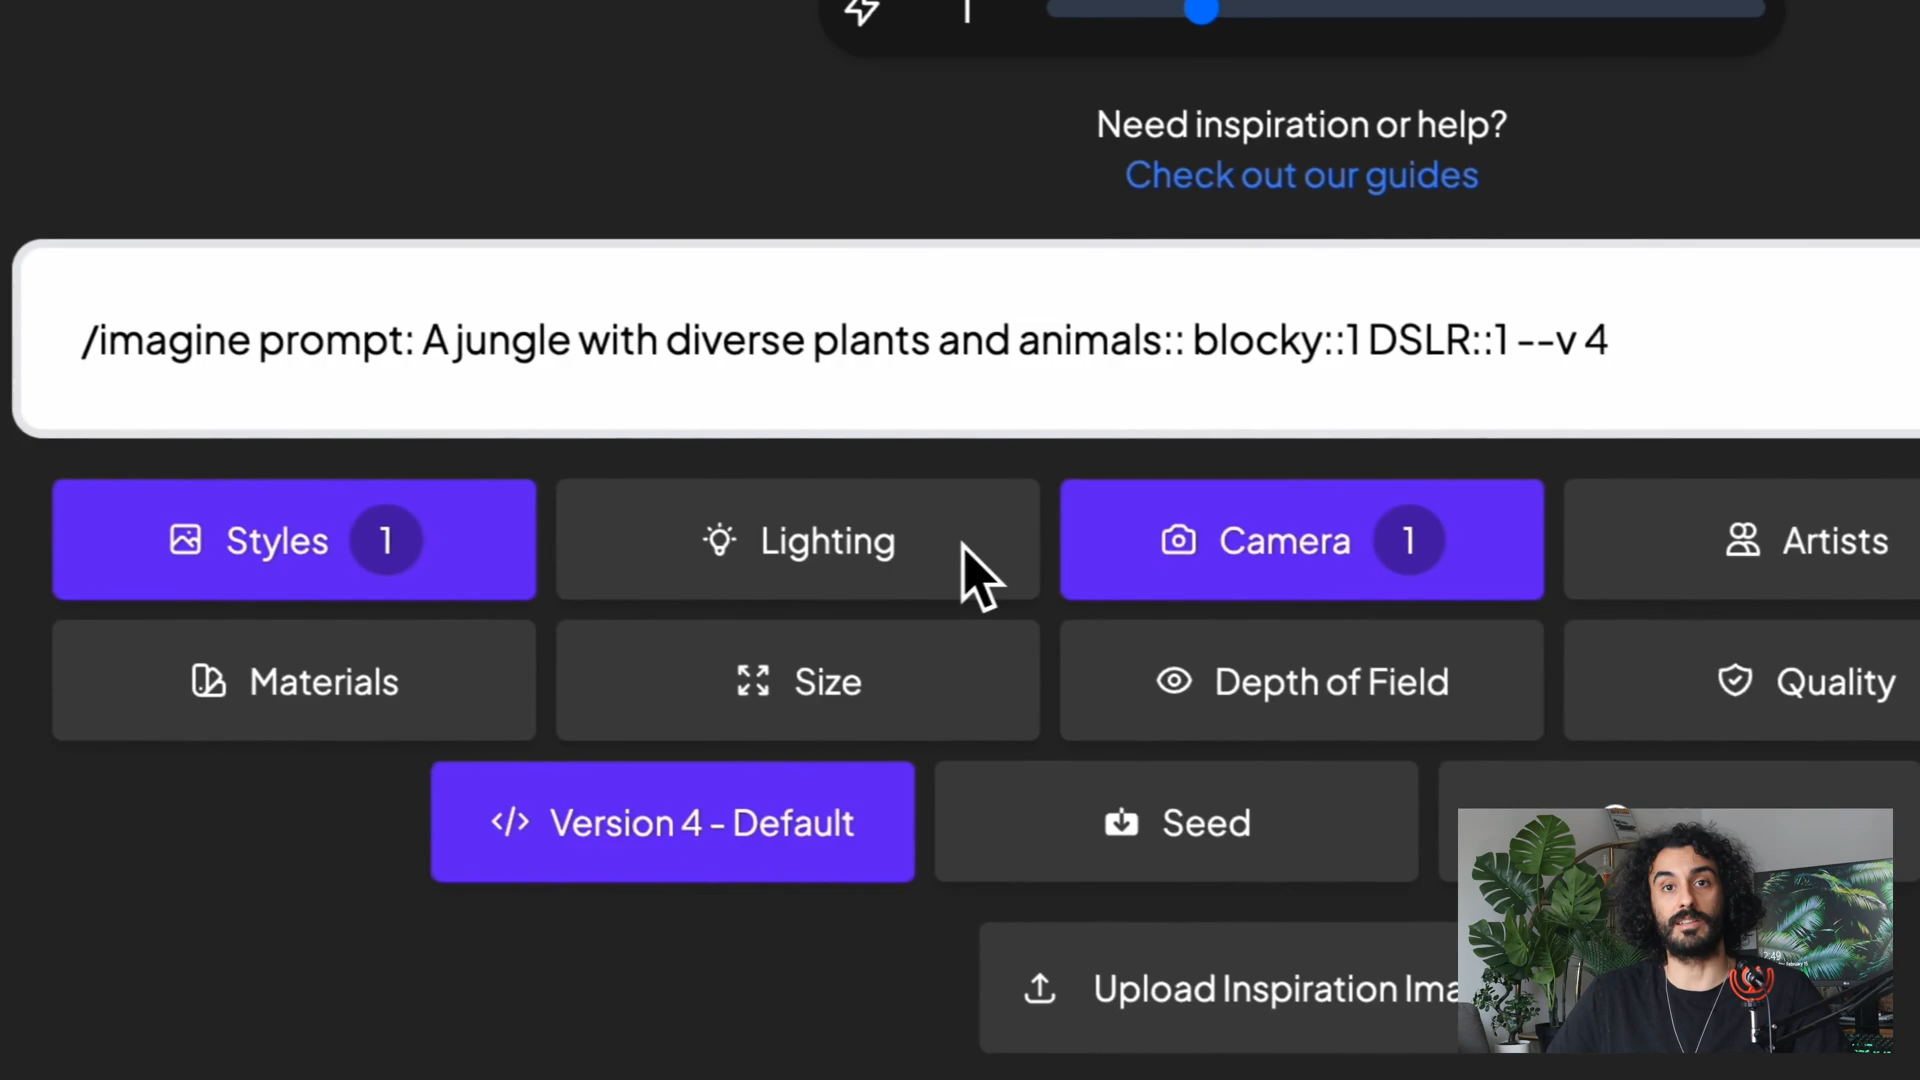 Need inspiration or help?
Check out our guides
/imagine prompt: A jungle with diverse plants and animals:: blocky::1 DSLR::1 --v 4
Styles 1
Lighting
Camera 1
Artists
Materials
Size
Depth of Field
Quality
</> Version 4 - Default
Seed
Upload Inspiration Ima
2:49